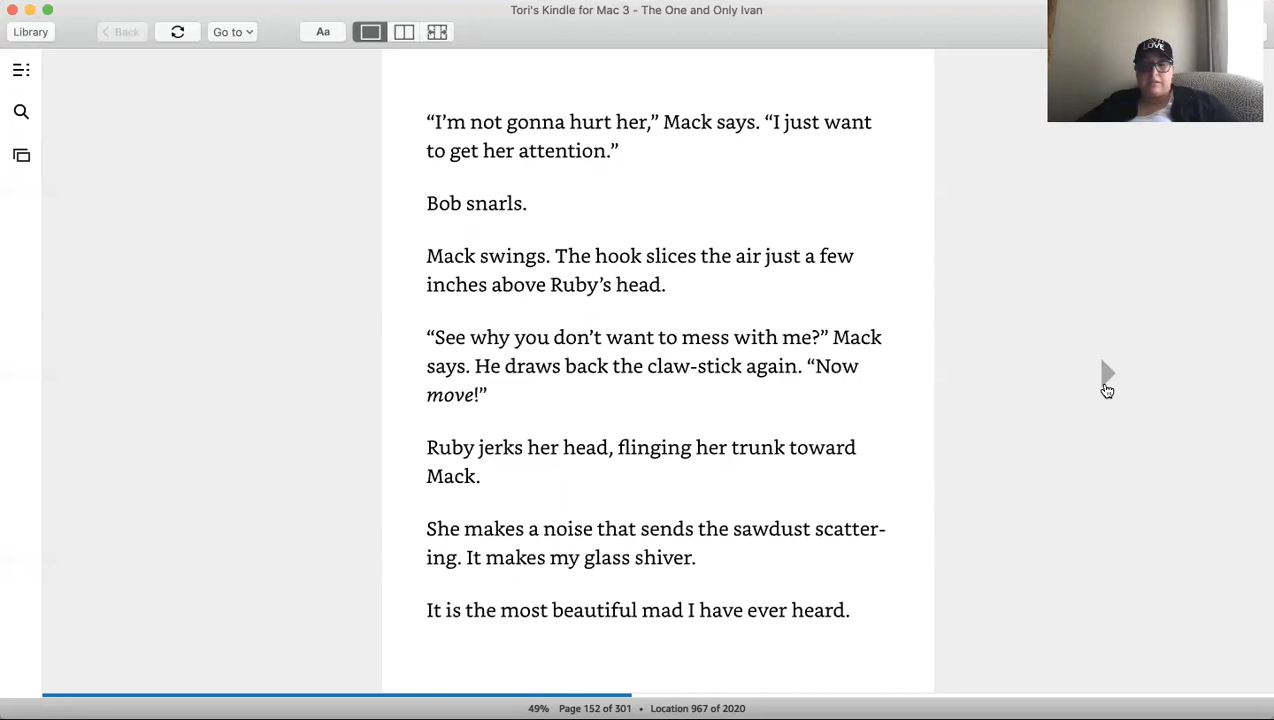 Tori's Kindle for Mac 3 - The One and Only Ivan
Library
Back
Go to
Aa
LOVE
“I’m not gonna hurt her,” Mack says. “I just want
to get her attention.”
Bob snarls.
Mack swings. The hook slices the air just a few
inches above Ruby’s head.
“See why you don’t want to mess with me?” Mack
says. He draws back the claw-stick again. “Now
move!”
Ruby jerks her head, flinging her trunk toward
Mack.
She makes a noise that sends the sawdust scatter-
ing. It makes my glass shiver.
It is the most beautiful mad I have ever heard.
49% Page 152 of 301 • Location 967 of 2020